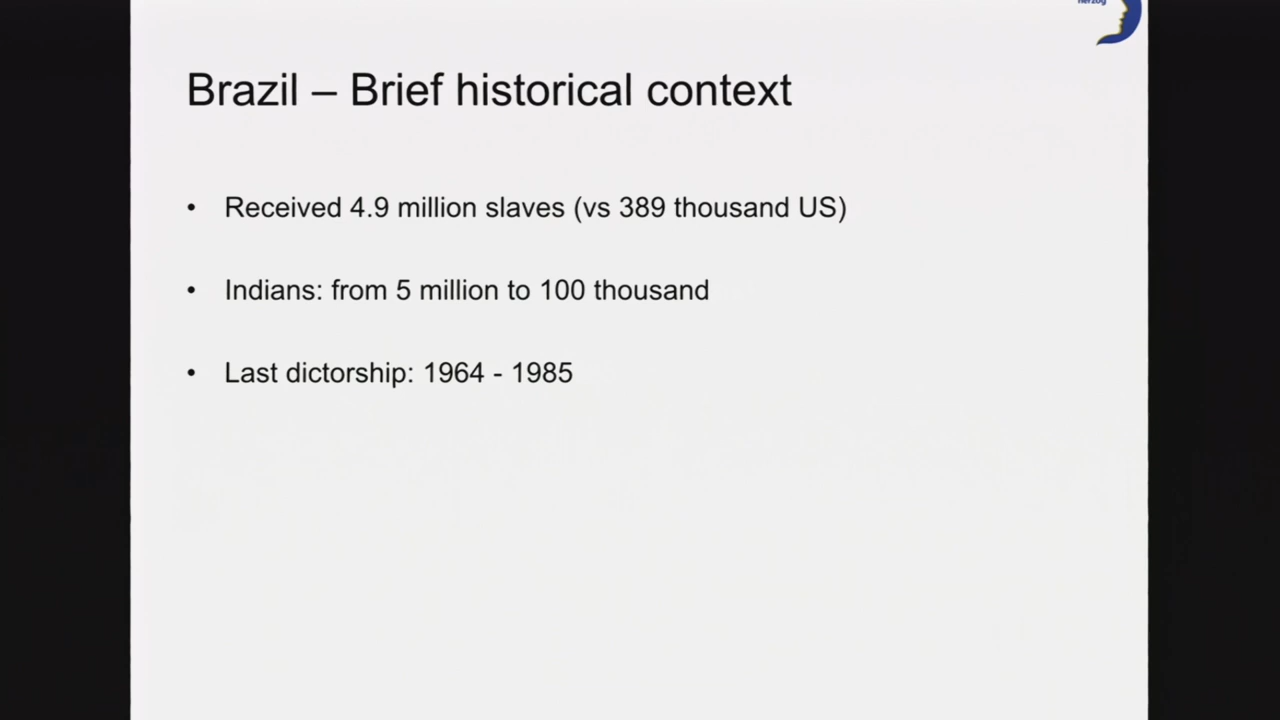 herzog
Brazil – Brief historical context
• Received 4.9 million slaves (vs 389 thousand US)
• Indians: from 5 million to 100 thousand
• Last dictorship: 1964 - 1985